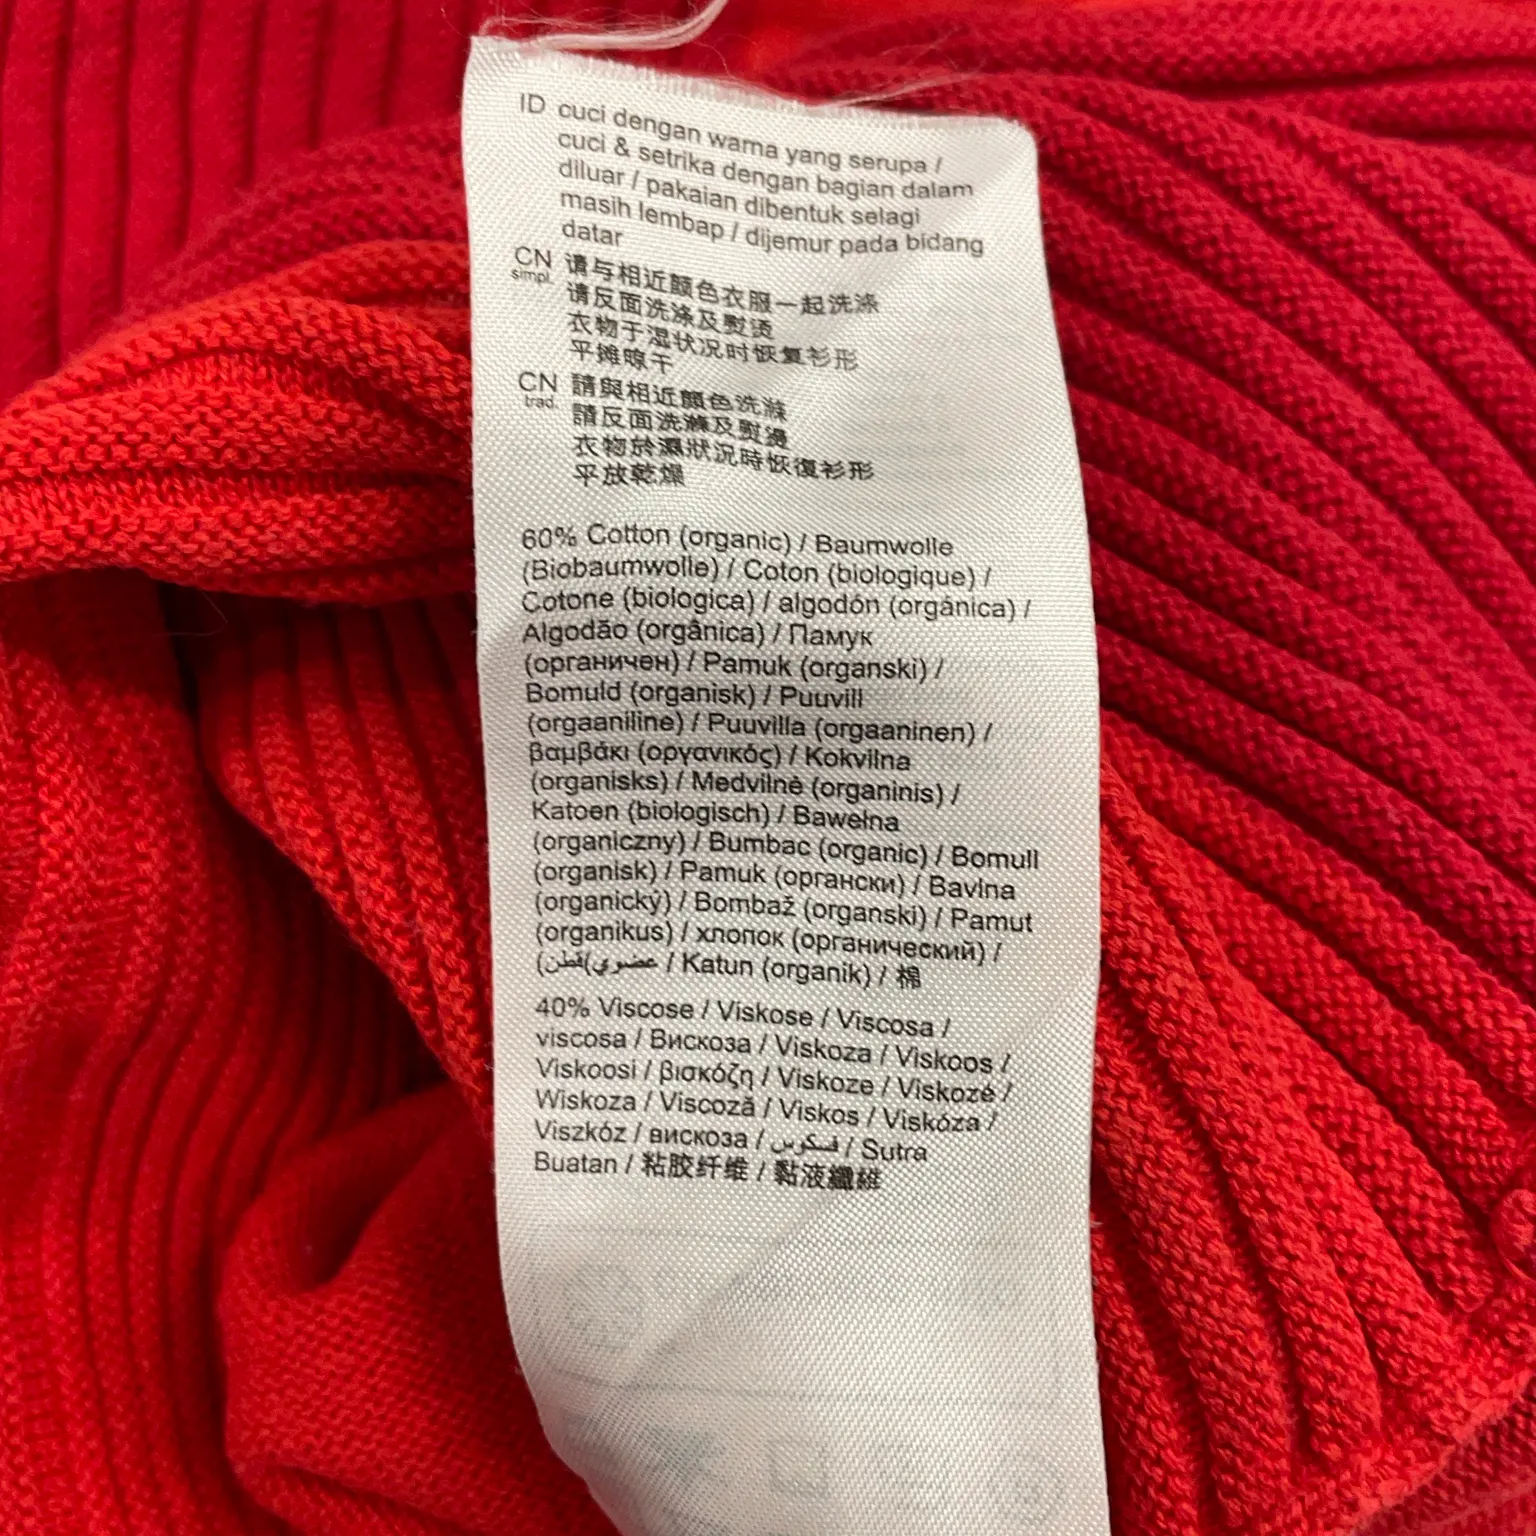 ID cuci dengan warna yang serupa /
cuci & setrika dengan bagian dalam
diluar / pakaian dibentuk selagi
masih lembap / dijemur pada bidang
datar
CN simpl. 请与相近颜色衣服一起洗涤
请反面洗涤及熨烫
衣物于湿状况时恢复衫形
平摊晾干
CN trad. 請與相近顏色洗滌
請反面洗滌及熨燙
衣物於濕狀況時恢復衫形
平放乾燥
60% Cotton (organic) / Baumwolle
(Biobaumwolle) / Coton (biologique) /
Cotone (biologica) / algodón (orgánica) /
Algodão (orgânica) / Памук
(органичен) / Pamuk (organski) /
Bomuld (organisk) / Puuvill
(orgaaniline) / Puuvilla (orgaaninen) /
βαμβάκι (οργανικός) / Kokvilna
(organisks) / Medvilnė (organinis) /
Katoen (biologisch) / Bawełna
(organiczny) / Bumbac (organic) / Bomull
(organisk) / Pamuk (органски) / Bavlna
(organický) / Bombaž (organski) / Pamut
(organikus) / хлопок (органический) /
(قطن(عضوي / Katun (organik) / 棉
40% Viscose / Viskose / Viscosa /
viscosa / Вискоза / Viskoza / Viskoos /
Viskoosi / βισκόζη / Viskoze / Viskozė /
Wiskoza / Viscoză / Viskos / Viskóza /
Viszkóz / вискоза / فسكوس / Sutra
Buatan / 粘胶纤维 / 黏液纖維